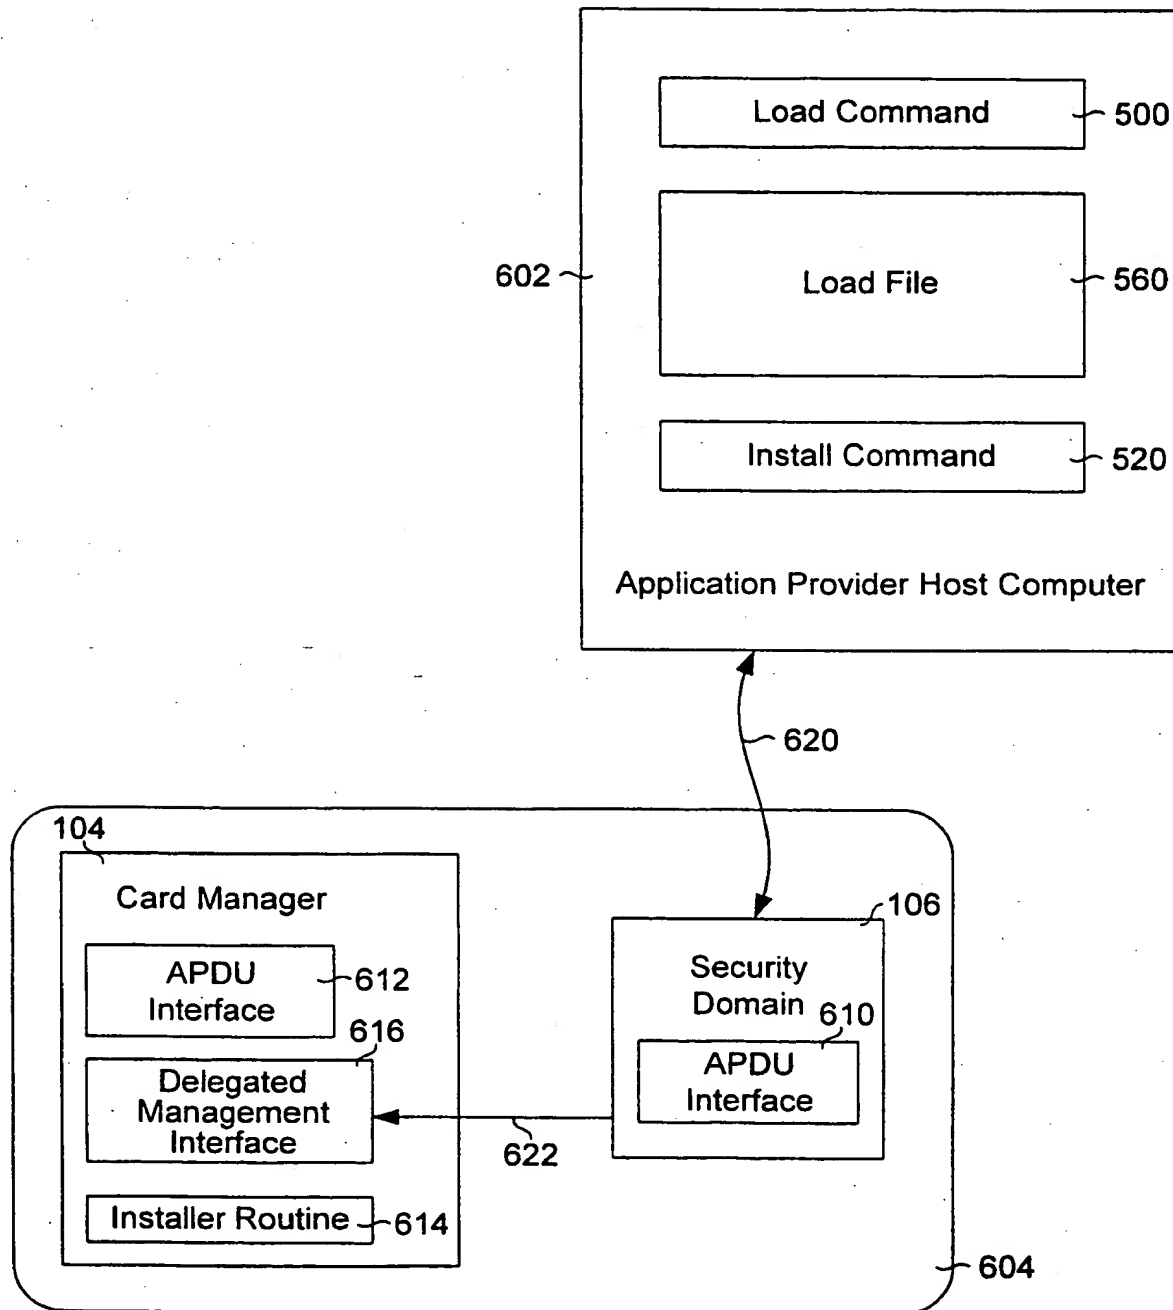 Load Command
500
602
Load File
560
Install Command
520
Application Provider Host Computer
620
104
Card Manager
106
APDU
Interface
612
Security
Domain
616
610
Delegated
Management
Interface
APDU
Interface
622
Installer Routine
614
604